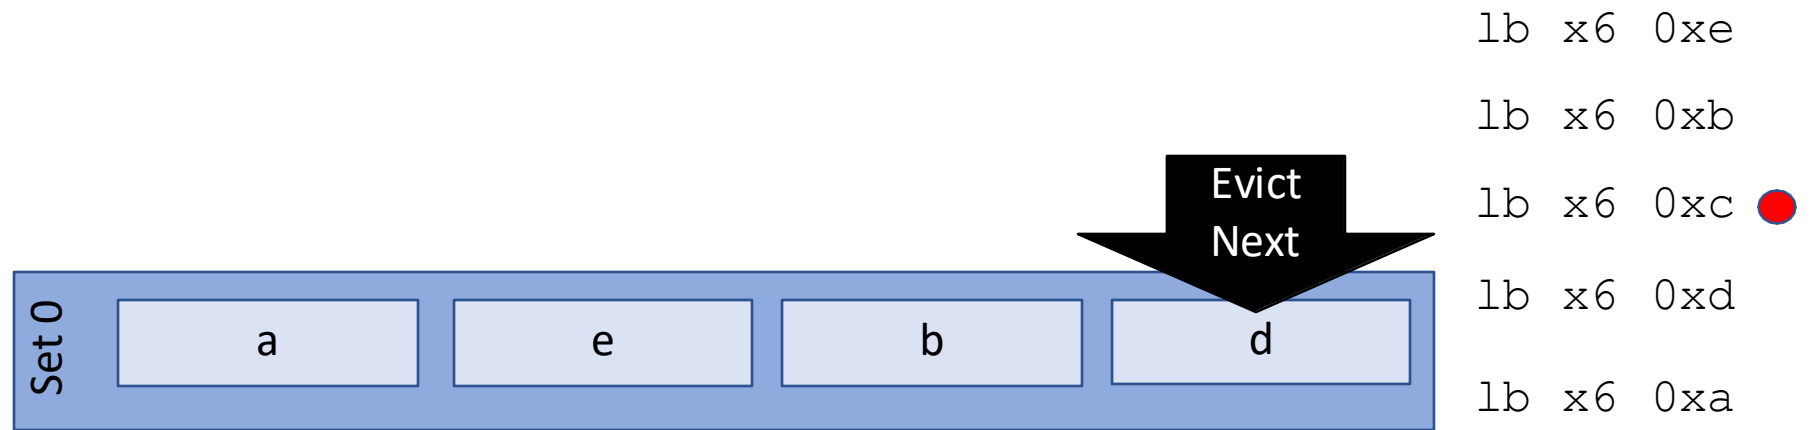 lb x6 0xe
lb x6 0xb
Evict
Next
lb x6 0xc
lb x6 0xd
Set 0
a
e
b
d
lb x6 0xa